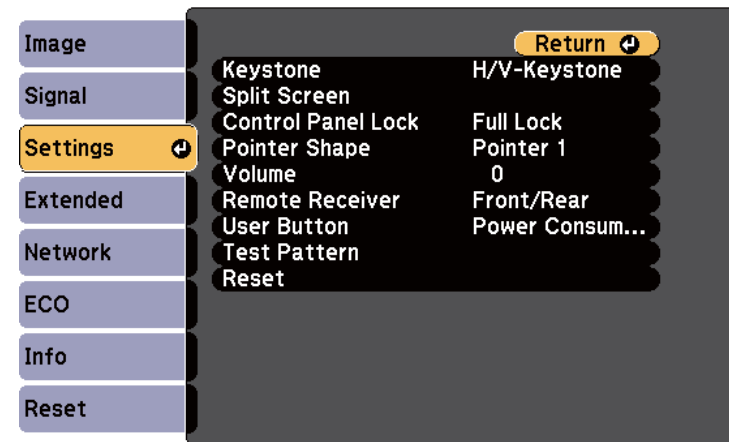 Image
Signal
Settings
Extended
Network
ECO
Info
Reset
Return
Keystone H/V-Keystone
Split Screen
Control Panel Lock Full Lock
Pointer Shape Pointer 1
Volume 0
Remote Receiver Front/Rear
User Button Power Consum...
Test Pattern
Reset